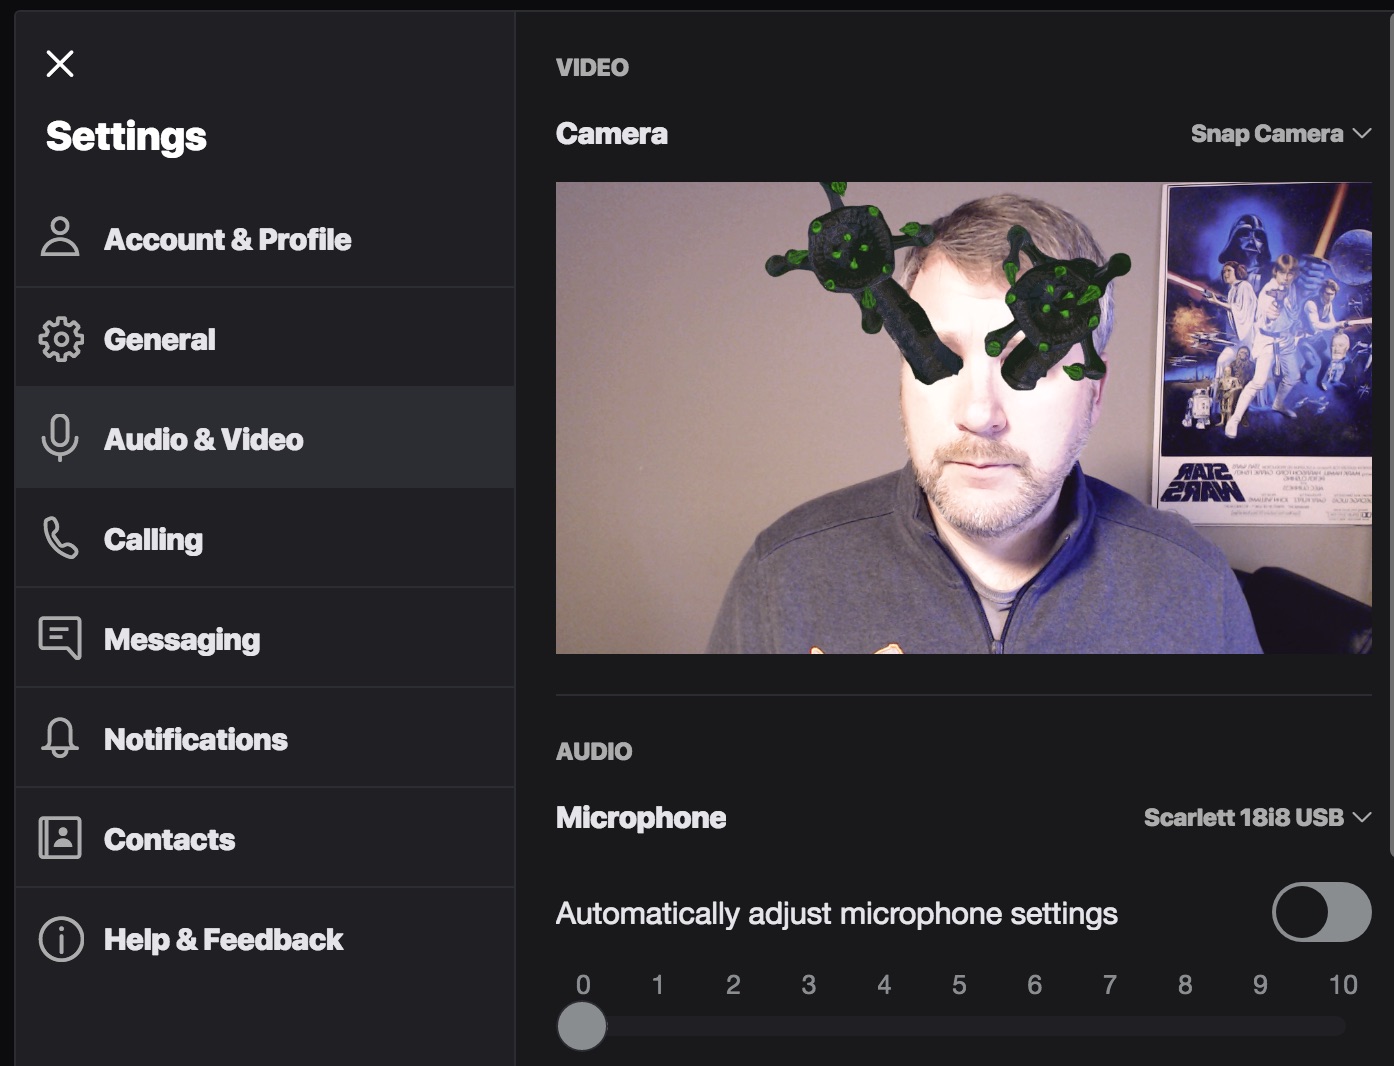 Settings
Account & Profile
General
Audio & Video
Calling
Messaging
Notifications
Contacts
Help & Feedback
VIDEO
Camera
Snap Camera
STAR
WARS
AUDIO
Microphone
Scarlett 18i8 USB
Automatically adjust microphone settings
0 1 2 3 4 5 6 7 8 9 10